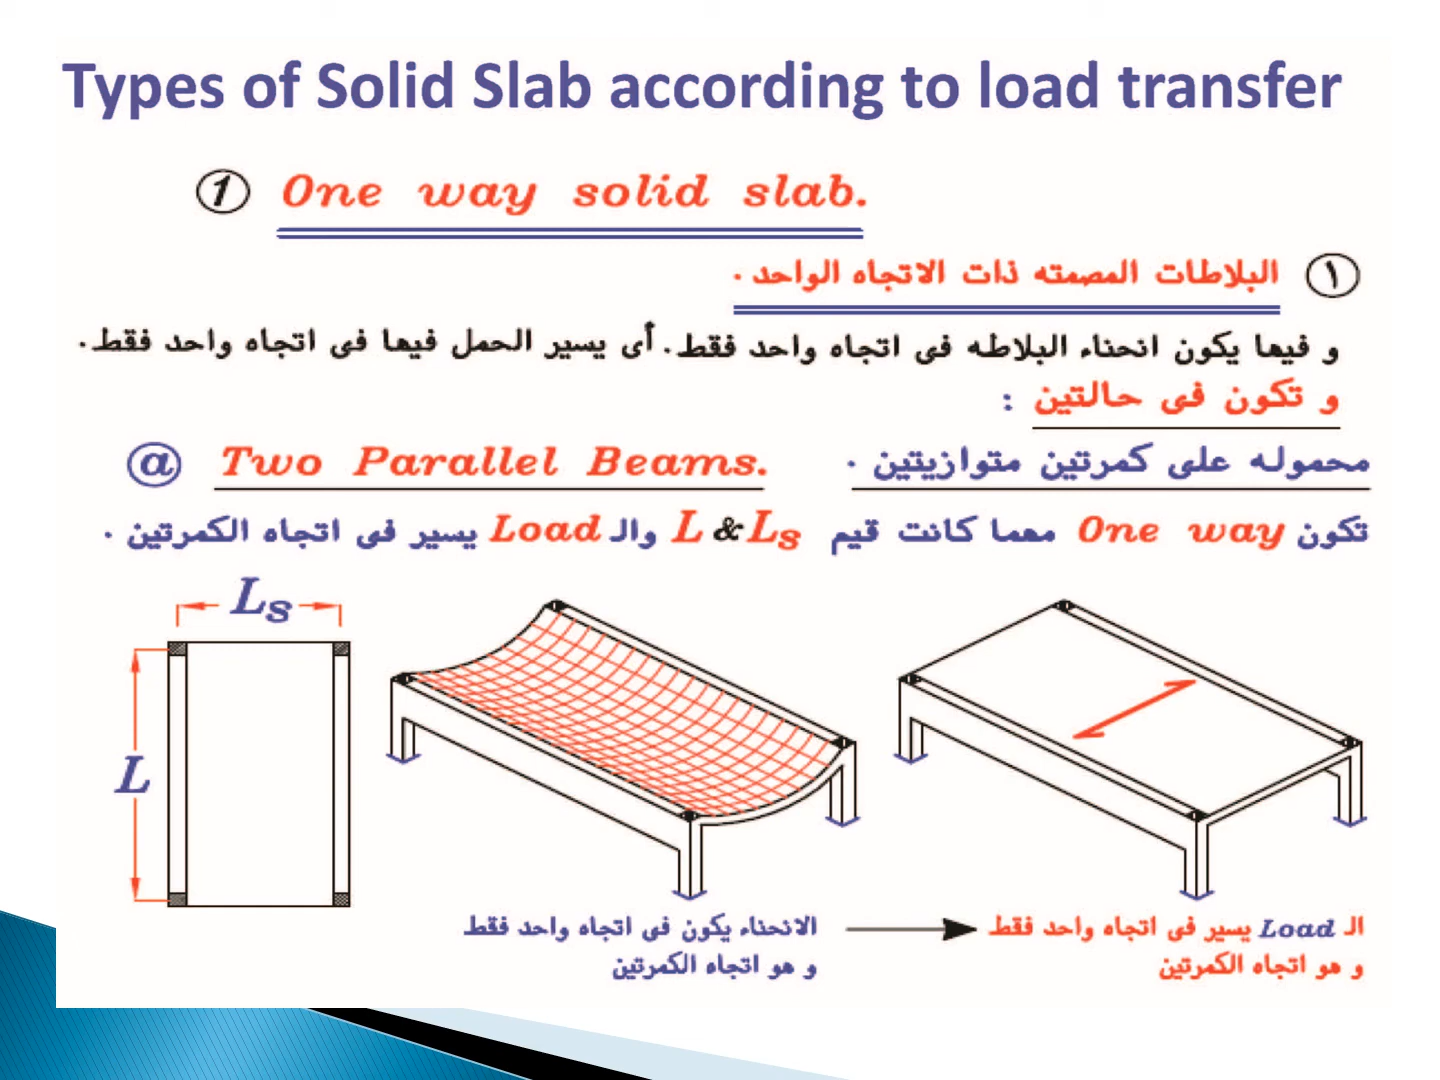 Types of Solid Slab according to load transfer
① One way solid slab.
١ البلاطات المصمته ذات الاتجاه الواحد .
و فيها يكون انحناء البلاطه فى اتجاه واحد فقط . أى يسير الحمل فيها فى اتجاه واحد فقط .
و تكون فى حالتين :
ⓐ Two Parallel Beams. محموله على كمرتين متوازيتين .
تكون One way مهما كانت قيم L & Ls والـ Load يسير فى اتجاه الكمرتين .
Ls
L
الـ Load يسير فى اتجاه واحد فقط
و هو اتجاه الكمرتين
الانحناء يكون فى اتجاه واحد فقط
و هو اتجاه الكمرتين